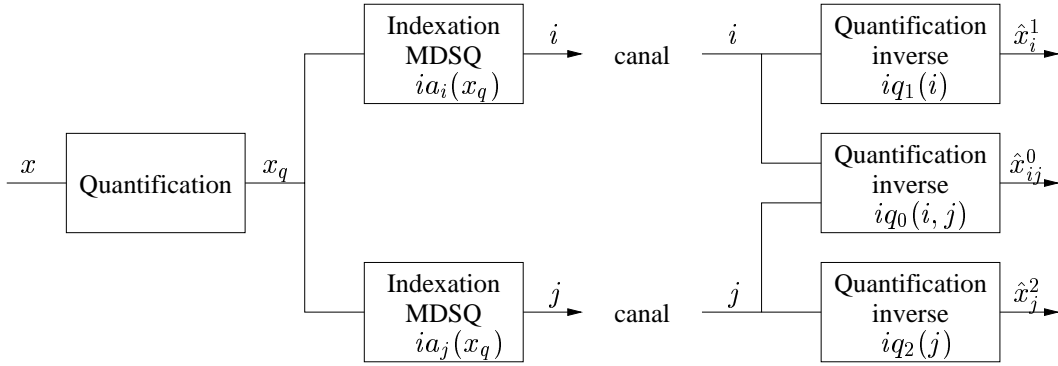 x
Quantification
x_q
Indexation
MDSQ
ia_i(x_q)
i
canal
i
Quantification
inverse
iq_1(i)
x̂_i^1
Quantification
inverse
iq_0(i, j)
x̂_{ij}^0
Indexation
MDSQ
ia_j(x_q)
j
canal
j
Quantification
inverse
iq_2(j)
x̂_j^2